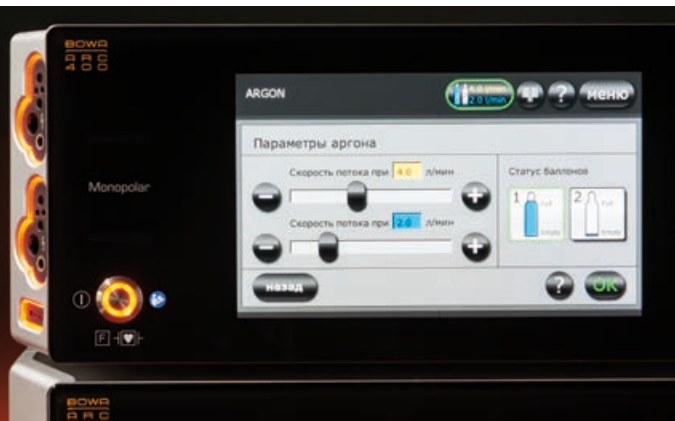 BOWA
ARC
400
ARGON
4.0 l/min
2.0 l/min
?
меню
Параметры аргона
Скорость потока при 4.0 л/мин
Статус баллонов
1 Full
Empty
2 Full
Empty
Скорость потока при 2.0 л/мин
Monopolar
назад
?
OK
F
BOWA
ARC